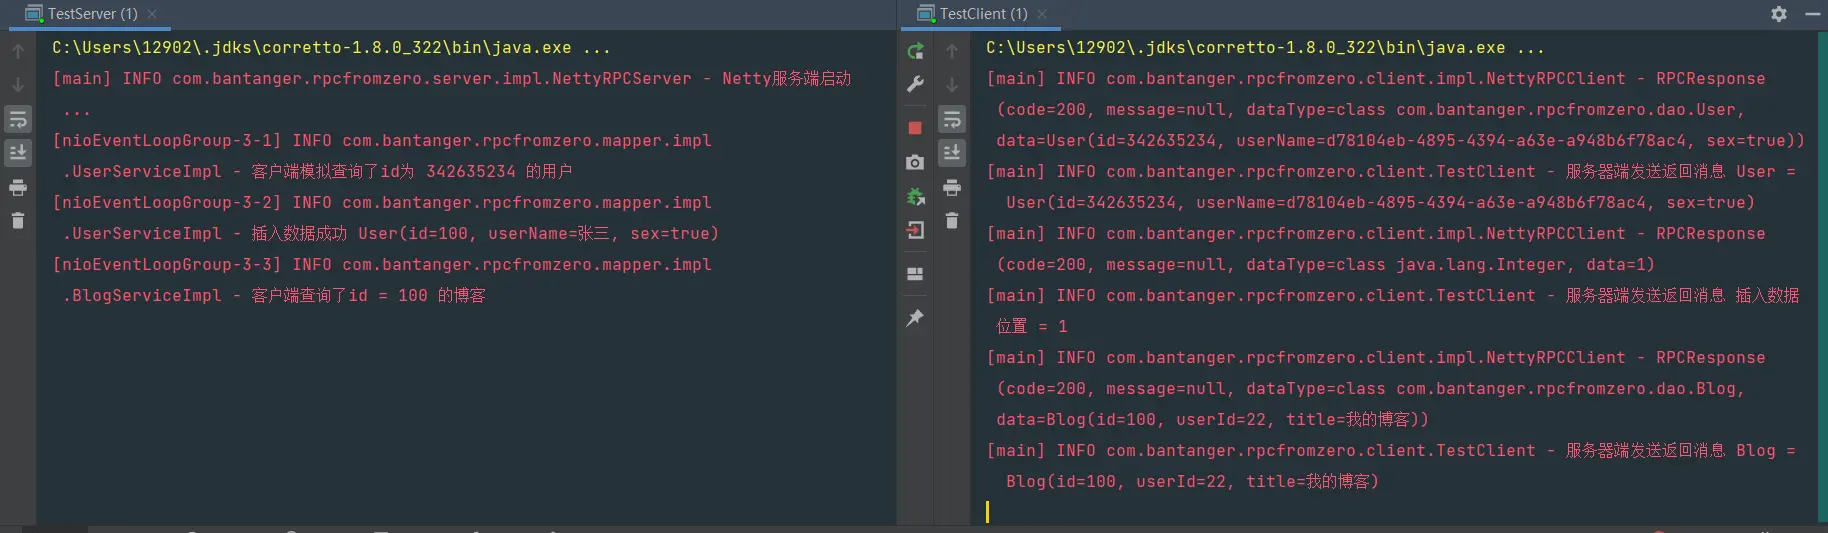 TestServer (1)
C:\Users\12902\.jdks\corretto-1.8.0_322\bin\java.exe ...
[main] INFO com.bantanger.rpcfromzero.server.impl.NettyRPCServer - Netty服务端启动
...
[nioEventLoopGroup-3-1] INFO com.bantanger.rpcfromzero.mapper.impl
.UserServiceImpl - 客户端模拟查询了id为 342635234 的用户
[nioEventLoopGroup-3-2] INFO com.bantanger.rpcfromzero.mapper.impl
.UserServiceImpl - 插入数据成功 User(id=100, userName=张三, sex=true)
[nioEventLoopGroup-3-3] INFO com.bantanger.rpcfromzero.mapper.impl
.BlogServiceImpl - 客户端查询了id = 100 的博客
TestClient (1)
C:\Users\12902\.jdks\corretto-1.8.0_322\bin\java.exe ...
[main] INFO com.bantanger.rpcfromzero.client.impl.NettyRPCClient - RPCResponse
(code=200, message=null, dataType=class com.bantanger.rpcfromzero.dao.User,
data=User(id=342635234, userName=d78104eb-4895-4394-a63e-a948b6f78ac4, sex=true))
[main] INFO com.bantanger.rpcfromzero.client.TestClient - 服务器端发送返回消息 User =
User(id=342635234, userName=d78104eb-4895-4394-a63e-a948b6f78ac4, sex=true)
[main] INFO com.bantanger.rpcfromzero.client.impl.NettyRPCClient - RPCResponse
(code=200, message=null, dataType=class java.lang.Integer, data=1)
[main] INFO com.bantanger.rpcfromzero.client.TestClient - 服务器端发送返回消息 插入数据
位置 = 1
[main] INFO com.bantanger.rpcfromzero.client.impl.NettyRPCClient - RPCResponse
(code=200, message=null, dataType=class com.bantanger.rpcfromzero.dao.Blog,
data=Blog(id=100, userId=22, title=我的博客))
[main] INFO com.bantanger.rpcfromzero.client.TestClient - 服务器端发送返回消息 Blog =
Blog(id=100, userId=22, title=我的博客)